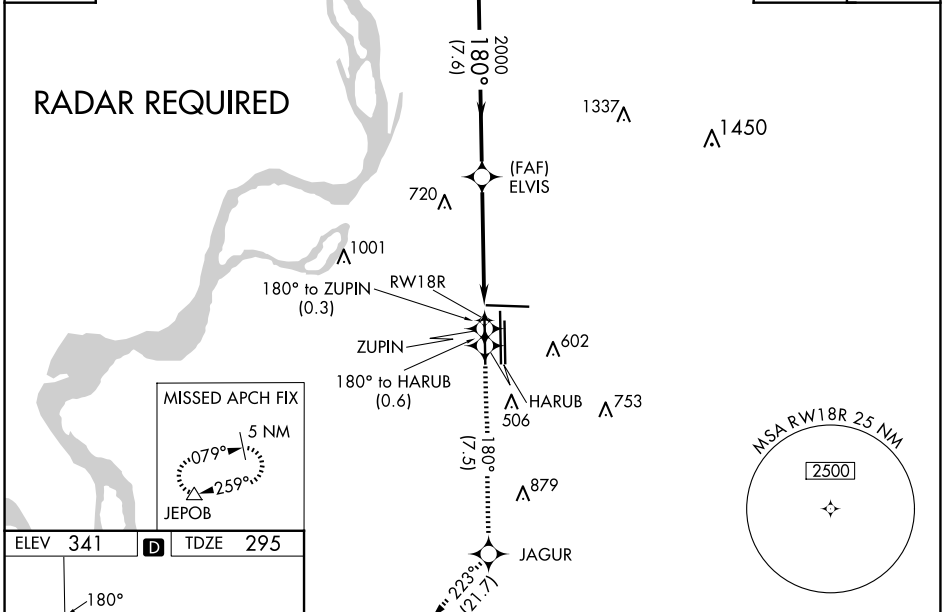 2000
180°
(7.6)
RADAR REQUIRED
1337
1450
(FAF)
ELVIS
720
1001
180° to ZUPIN
(0.3)
RW18R
ZUPIN
602
180° to HARUB
(0.6)
HARUB
506
753
MISSED APCH FIX
5 NM
079°
259°
JEPOB
180°
(7.5)
MSA RW18R 25 NM
2500
879
ELEV 341
D
TDZE 295
JAGUR
180°
223°
(21.7)